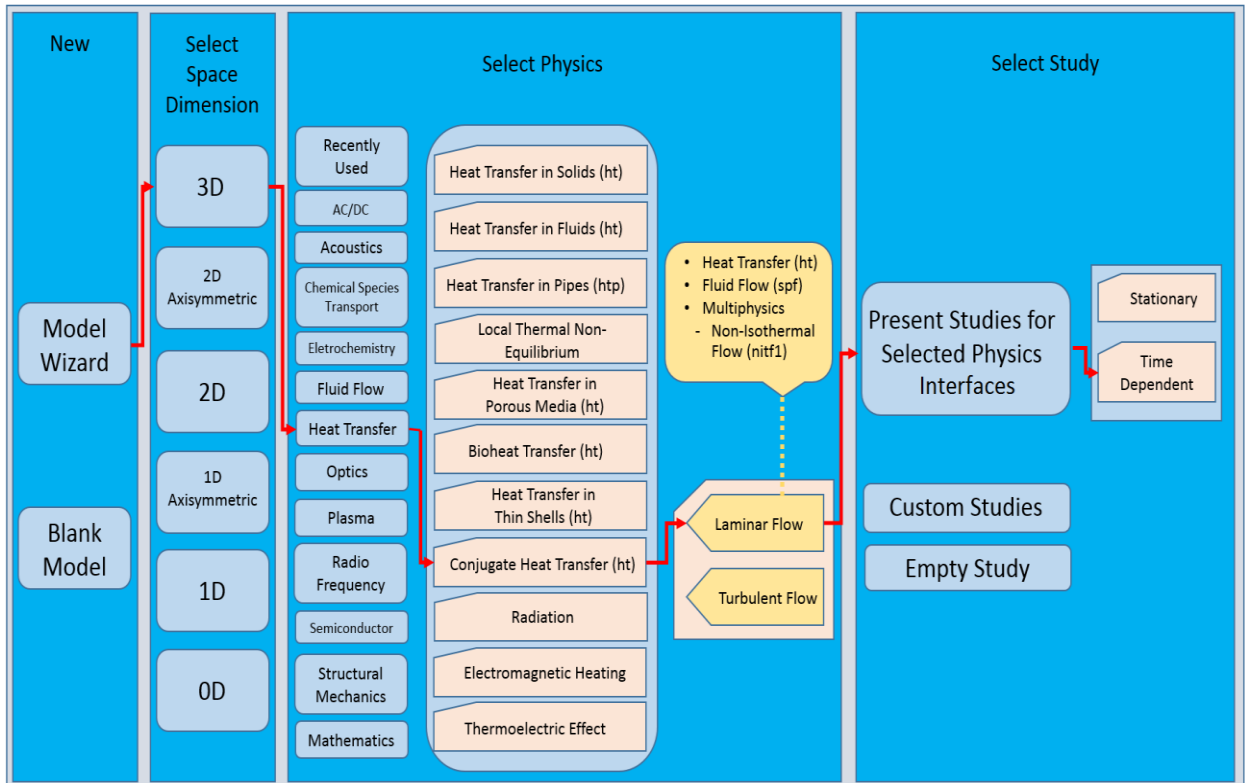 New
Select
Space
Dimension
Select Physics
Select Study
Model
Wizard
Blank
Model
3D
2D
Axisymmetric
2D
1D
Axisymmetric
1D
0D
Recently
Used
AC/DC
Acoustics
Chemical Species
Transport
Eletrochemistry
Fluid Flow
Heat Transfer
Optics
Plasma
Radio
Frequency
Semiconductor
Structural
Mechanics
Mathematics
Heat Transfer in Solids (ht)
Heat Transfer in Fluids (ht)
Heat Transfer in Pipes (htp)
Local Thermal Non-
Equilibrium
Heat Transfer in
Porous Media (ht)
Bioheat Transfer (ht)
Heat Transfer in
Thin Shells (ht)
Conjugate Heat Transfer (ht)
Radiation
Electromagnetic Heating
Thermoelectric Effect
• Heat Transfer (ht)
• Fluid Flow (spf)
• Multiphysics
- Non-Isothermal
Flow (nitf1)
Laminar Flow
Turbulent Flow
Present Studies for
Selected Physics
Interfaces
Custom Studies
Empty Study
Stationary
Time
Dependent